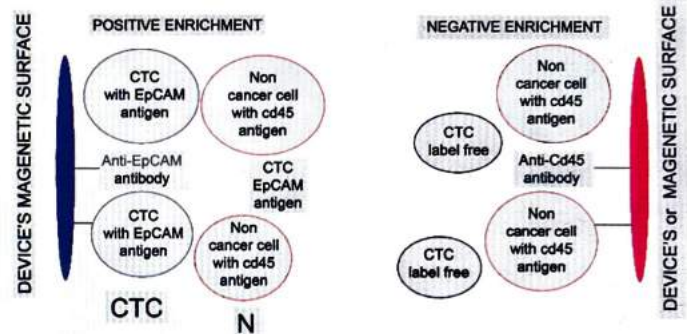 POSITIVE ENRICHMENT
DEVICE'S MAGENETIC SURFACE
CTC
with EpCAM
antigen
Non
cancer cell
with cd45
antigen
Anti-EpCAM
antibody
CTC
EpCAM
antigen
CTC
with EpCAM
antigen
Non
cancer cell
with cd45
antigen
CTC
N
NEGATIVE ENRICHMENT
Non
cancer cell
with cd45
antigen
CTC
label free
Anti-Cd45
antibody
Non
cancer cell
with cd45
antigen
CTC
label free
DEVICE'S or MAGENETIC SURFACE